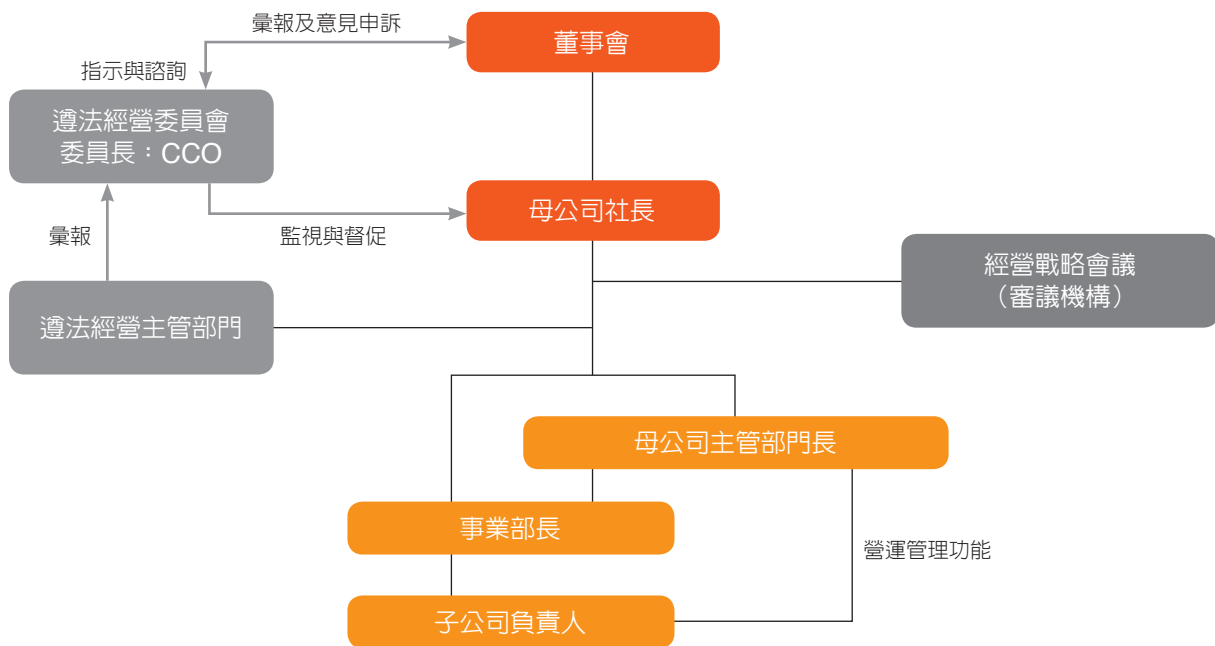 彙報及意見申訴
董事會
指示與諮詢
遵法經營委員會
委員長：CCO
母公司社長
彙報
監視與督促
經營戰略會議
（審議機構）
遵法經營主管部門
母公司主管部門長
事業部長
營運管理功能
子公司負責人